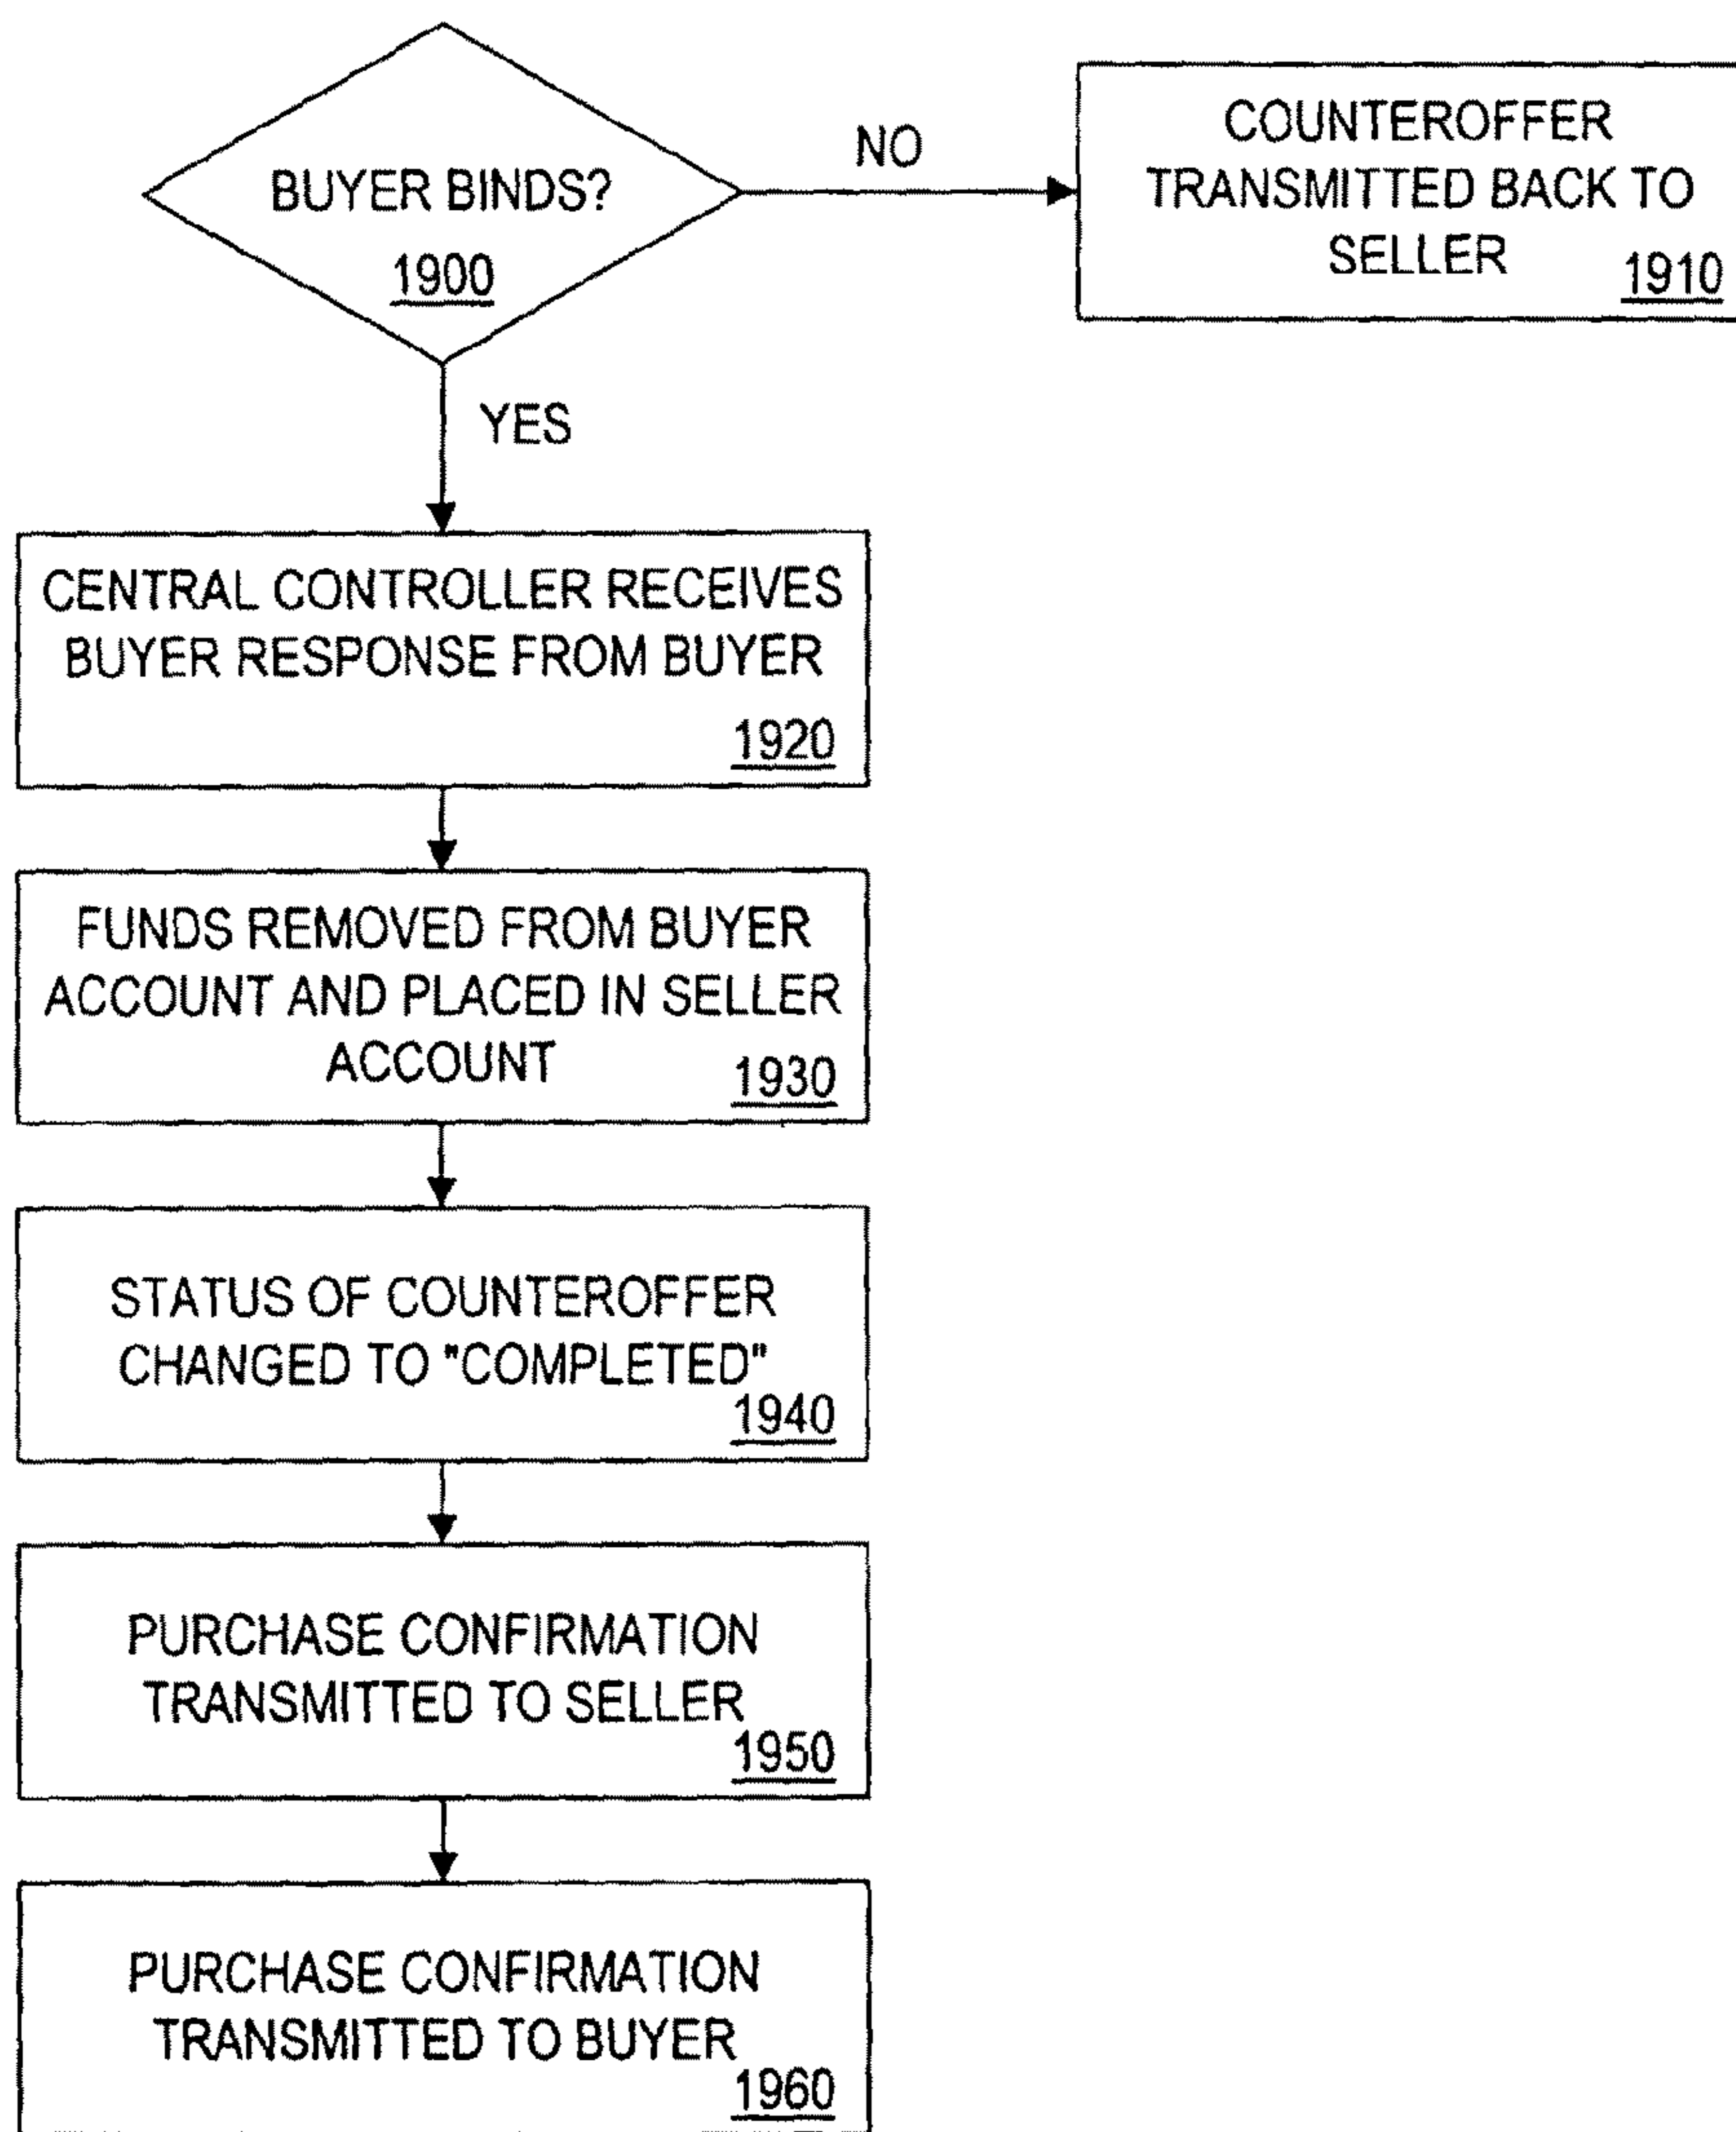 BUYER BINDS?
1900
NO
COUNTEROFFER
TRANSMITTED BACK TO
SELLER
1910
YES
CENTRAL CONTROLLER RECEIVES
BUYER RESPONSE FROM BUYER
1920
FUNDS REMOVED FROM BUYER
ACCOUNT AND PLACED IN SELLER
ACCOUNT
1930
STATUS OF COUNTEROFFER
CHANGED TO "COMPLETED"
1940
PURCHASE CONFIRMATION
TRANSMITTED TO SELLER
1950
PURCHASE CONFIRMATION
TRANSMITTED TO BUYER
1960